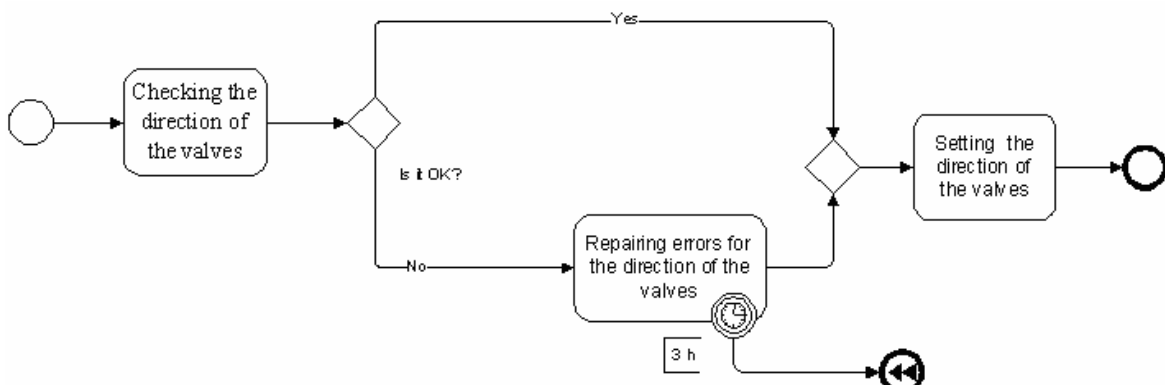 Yes
Checking the
direction of
the valves
Is it OK?
Setting the
direction of
the valves
No
Repairing errors for
the direction of the
valves
3 h